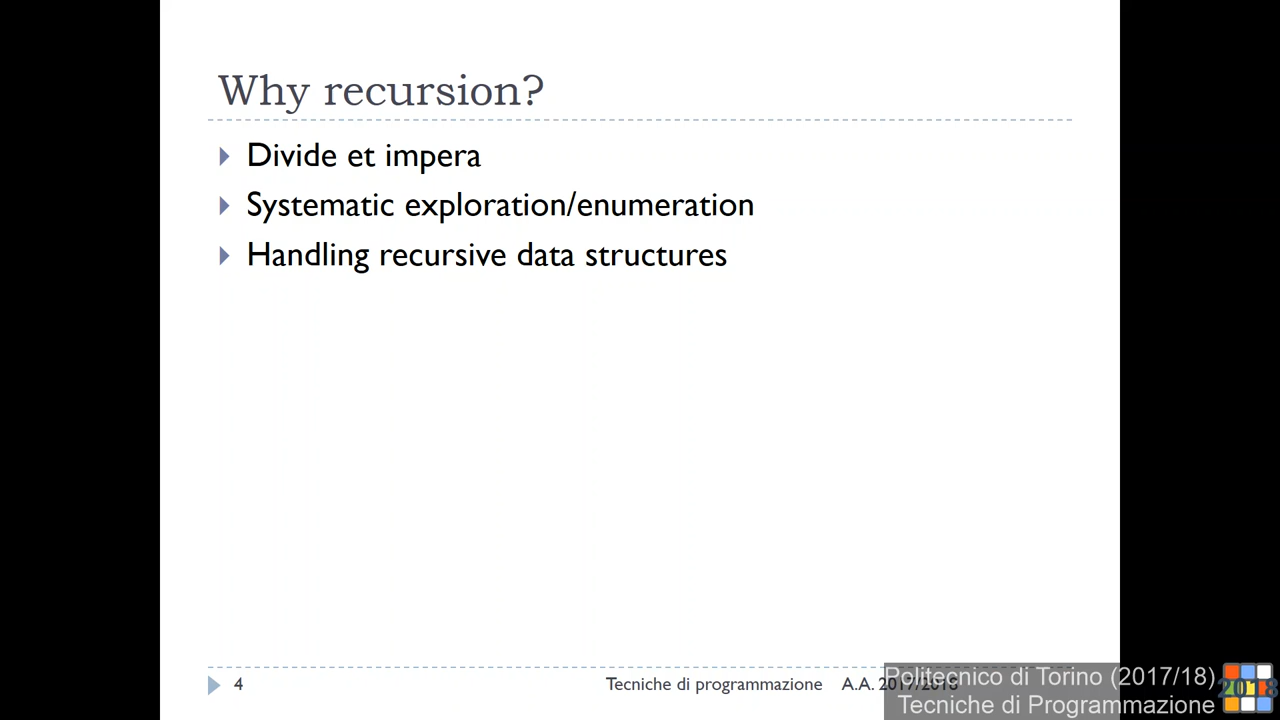 Why recursion?
Divide et impera
Systematic exploration/enumeration
Handling recursive data structures
4
Tecniche di programmazione A.A. 2017/2018
Politecnico di Torino (2017/18)
Tecniche di Programmazione
2018